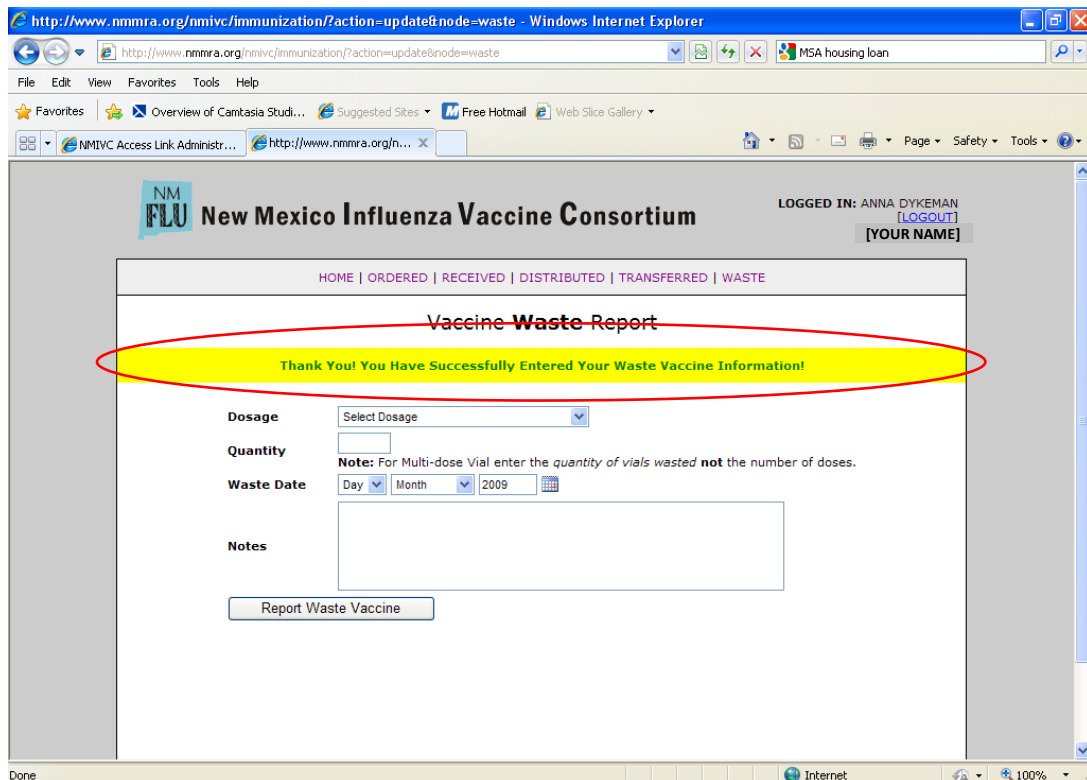 http://www.nmmra.org/nmivc/immunization/?action=update&node=waste - Windows Internet Explorer
http://www.nmmra.org/nmivc/immunization/?action=update&node=waste
MSA housing loan
File Edit View Favorites Tools Help
Favorites Overview of Camtasia Studi... Suggested Sites Free Hotmail Web Slice Gallery
NMIVC Access Link Administr... http://www.nmmra.org/n... X Page Safety Tools
NM
FLU New Mexico Influenza Vaccine Consortium
LOGGED IN: ANNA DYKEMAN
[LOGOUT]
[YOUR NAME]
HOME | ORDERED | RECEIVED | DISTRIBUTED | TRANSFERRED | WASTE
Vaccine Waste Report
Thank You! You Have Successfully Entered Your Waste Vaccine Information!
Dosage Select Dosage
Quantity
Note: For Multi-dose Vial enter the quantity of vials wasted not the number of doses.
Waste Date Day Month 2009
Notes
Report Waste Vaccine
Done Internet 100%